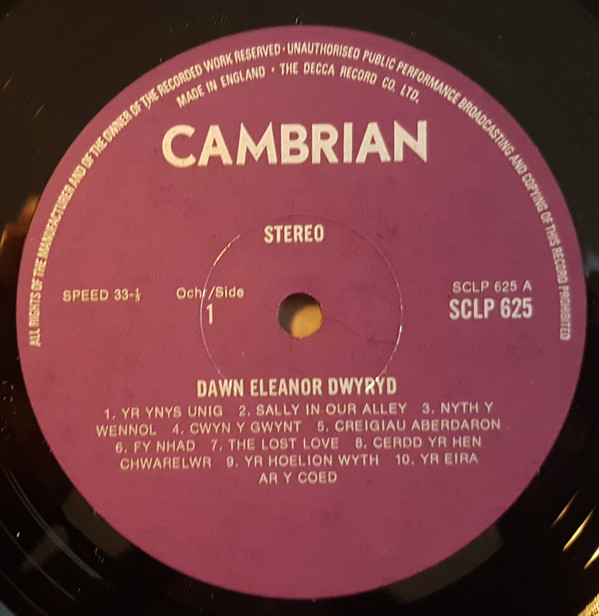 ALL RIGHTS OF THE MANUFACTURER AND OF THE OWNER OF THE RECORDED WORK RESERVED · UNAUTHORISED PUBLIC PERFORMANCE BROADCASTING AND COPYING OF THIS RECORD PROHIBITED
MADE IN ENGLAND · THE DECCA RECORD CO. LTD.
CAMBRIAN
STEREO
SPEED 33-⅓
Ochr/Side
1
SCLP 625 A
SCLP 625
DAWN ELEANOR DWYRYD
1. YR YNYS UNIG 2. SALLY IN OUR ALLEY 3. NYTH Y
WENNOL 4. CWYN Y GWYNT 5. CREIGIAU ABERDARON
6. FY NHAD 7. THE LOST LOVE 8. CERDD YR HEN
CHWARELWR 9. YR HOELION WYTH 10. YR EIRA
AR Y COED